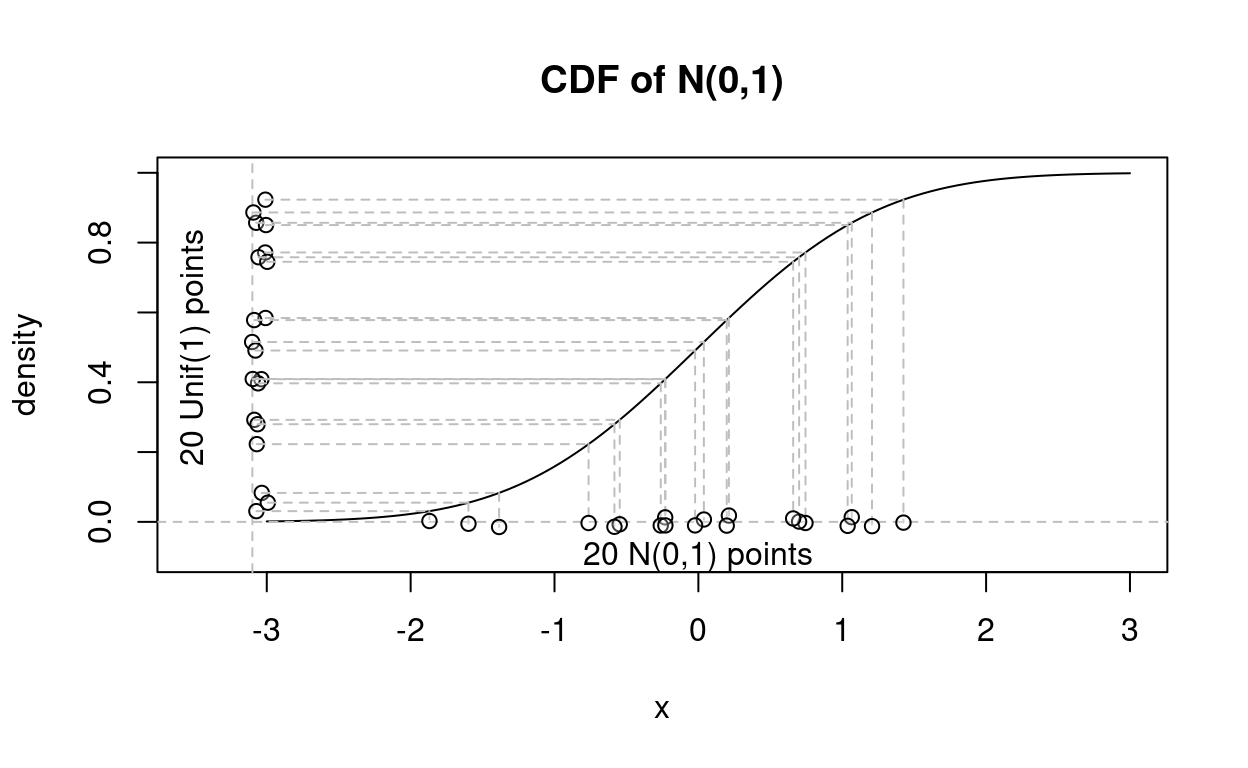 CDF of N(0,1)
density
0.8
0.4
0.0
20 Unif(1) points
20 N(0,1) points
-3 -2 -1 0 1 2 3
x